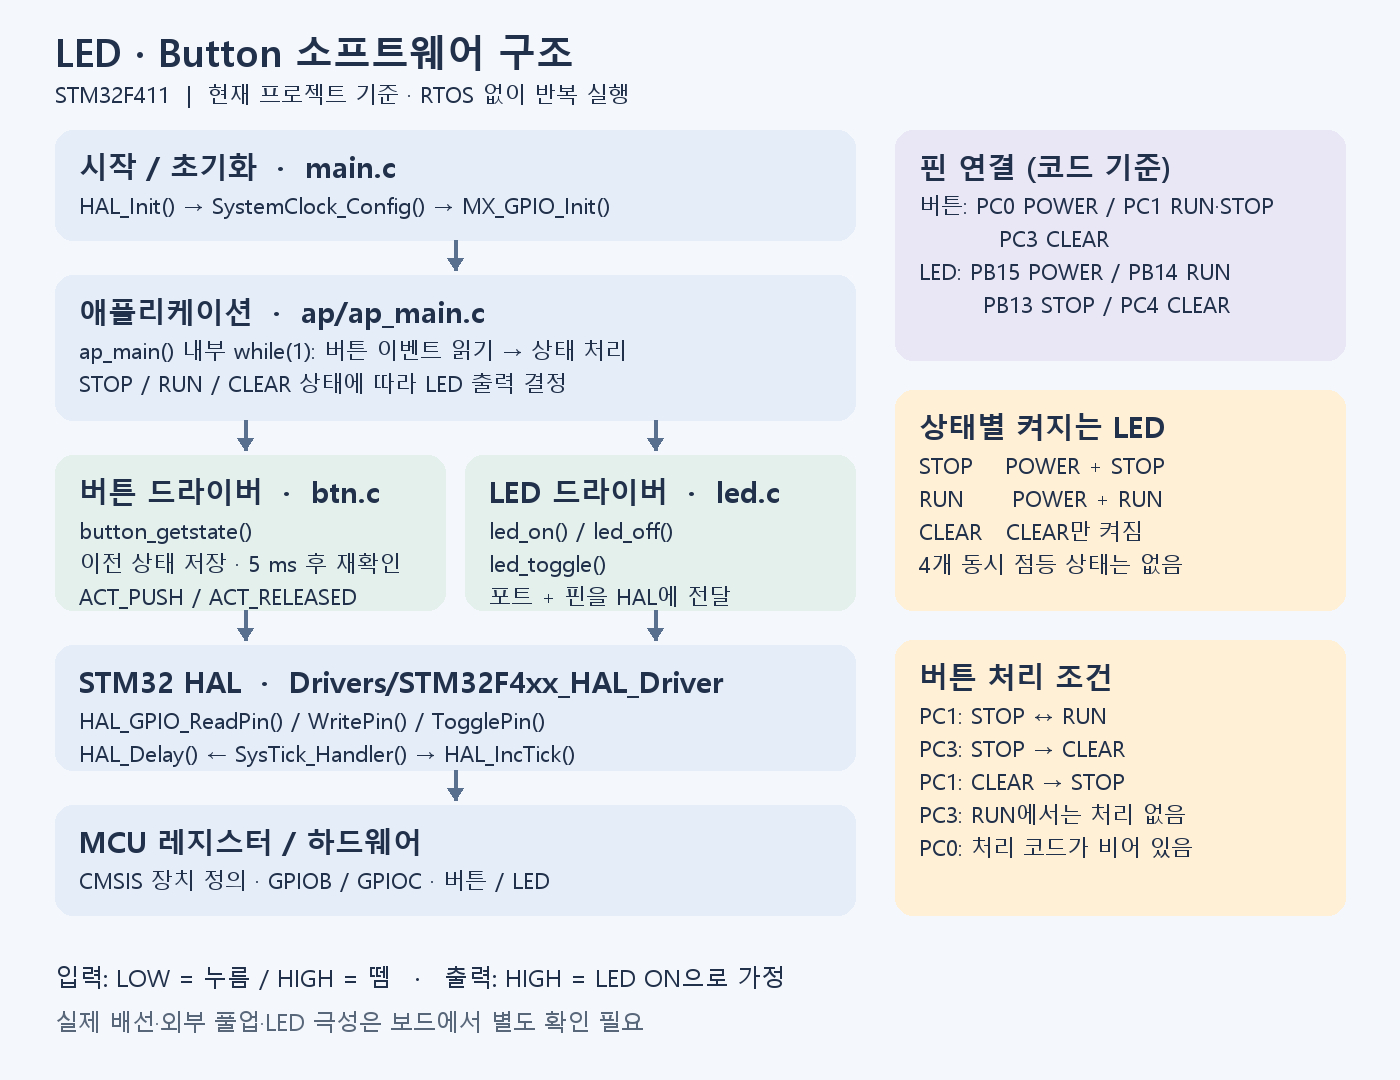 LED · Button 소프트웨어 구조
STM32F411 | 현재 프로젝트 기준 · RTOS 없이 반복 실행
시작 / 초기화 · main.c
HAL_Init() → SystemClock_Config() → MX_GPIO_Init()
애플리케이션 · ap/ap_main.c
ap_main() 내부 while(1): 버튼 이벤트 읽기 → 상태 처리
STOP / RUN / CLEAR 상태에 따라 LED 출력 결정
버튼 드라이버 · btn.c
button_getstate()
이전 상태 저장 · 5 ms 후 재확인
ACT_PUSH / ACT_RELEASED
LED 드라이버 · led.c
led_on() / led_off()
led_toggle()
포트 + 핀을 HAL에 전달
STM32 HAL · Drivers/STM32F4xx_HAL_Driver
HAL_GPIO_ReadPin() / WritePin() / TogglePin()
HAL_Delay() ← SysTick_Handler() → HAL_IncTick()
MCU 레지스터 / 하드웨어
CMSIS 장치 정의 · GPIOB / GPIOC · 버튼 / LED
핀 연결 (코드 기준)
버튼: PC0 POWER / PC1 RUN·STOP
PC3 CLEAR
LED: PB15 POWER / PB14 RUN
PB13 STOP / PC4 CLEAR
상태별 켜지는 LED
STOP POWER + STOP
RUN POWER + RUN
CLEAR CLEAR만 켜짐
4개 동시 점등 상태는 없음
버튼 처리 조건
PC1: STOP ↔ RUN
PC3: STOP → CLEAR
PC1: CLEAR → STOP
PC3: RUN에서는 처리 없음
PC0: 처리 코드가 비어 있음
입력: LOW = 누름 / HIGH = 뗌 · 출력: HIGH = LED ON으로 가정
실제 배선·외부 풀업·LED 극성은 보드에서 별도 확인 필요